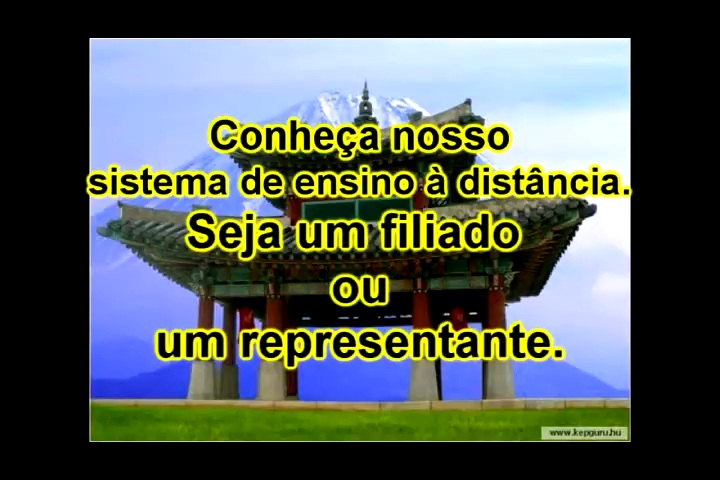 Conheça nosso
sistema de ensino à distância.
Seja um filiado
ou
um representante.
www.kepguru.hu